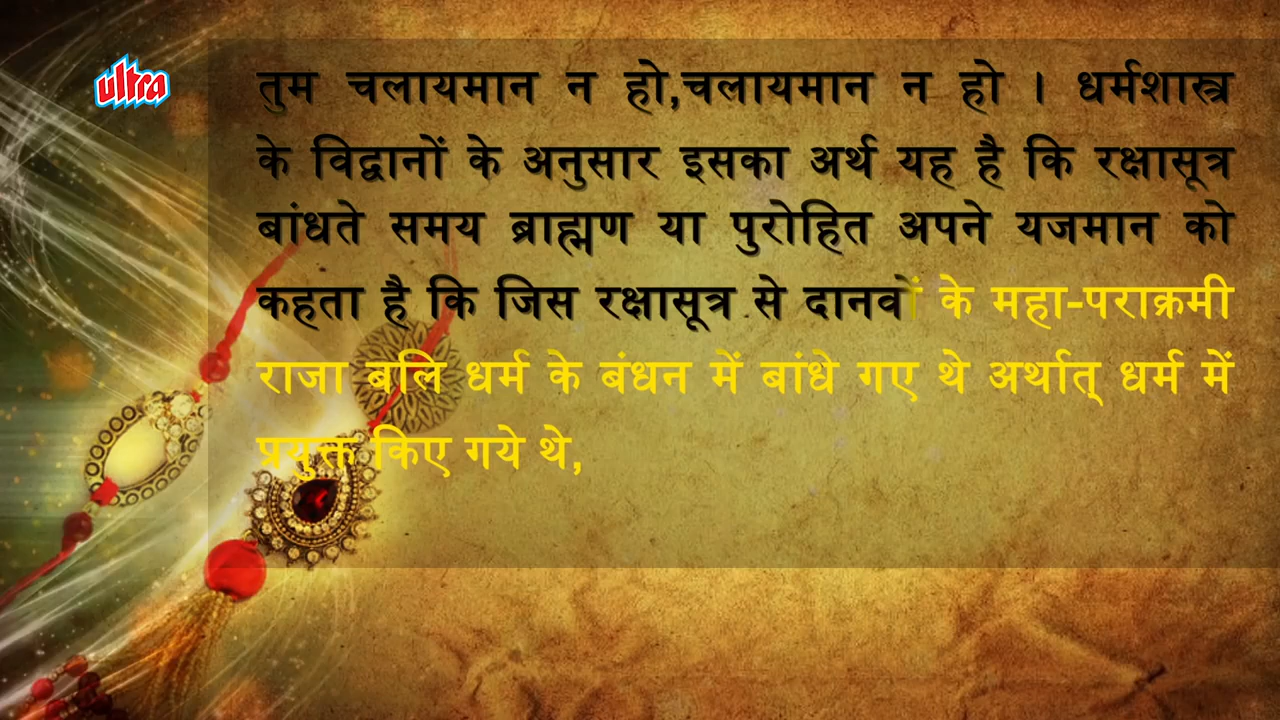 ultra
तुम चलायमान न हो,चलायमान न हो । धर्मशास्त्र
के विद्वानों के अनुसार इसका अर्थ यह है कि रक्षासूत्र
बांधते समय ब्राह्मण या पुरोहित अपने यजमान को
कहता है कि जिस रक्षासूत्र से दानवों के महा-पराक्रमी
राजा बलि धर्म के बंधन में बांधे गए थे अर्थात् धर्म में
प्रयुक्त किए गये थे,